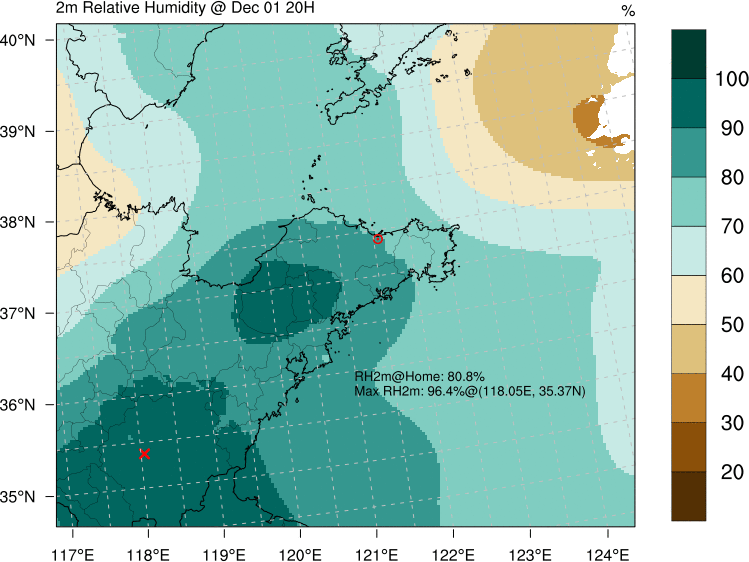 2m Relative Humidity @ Dec 01 20H
%
40°N
39°N
38°N
37°N
36°N
35°N
117°E 118°E 119°E 120°E 121°E 122°E 123°E 124°E
RH2m@Home: 80.8%
Max RH2m: 96.4%@(118.05E, 35.37N)
100
90
80
70
60
50
40
30
20